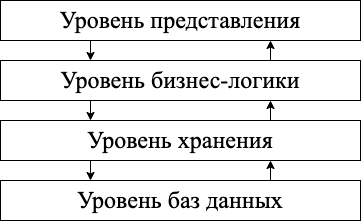 Уровень представления
Уровень бизнес-логики
Уровень хранения
Уровень баз данных